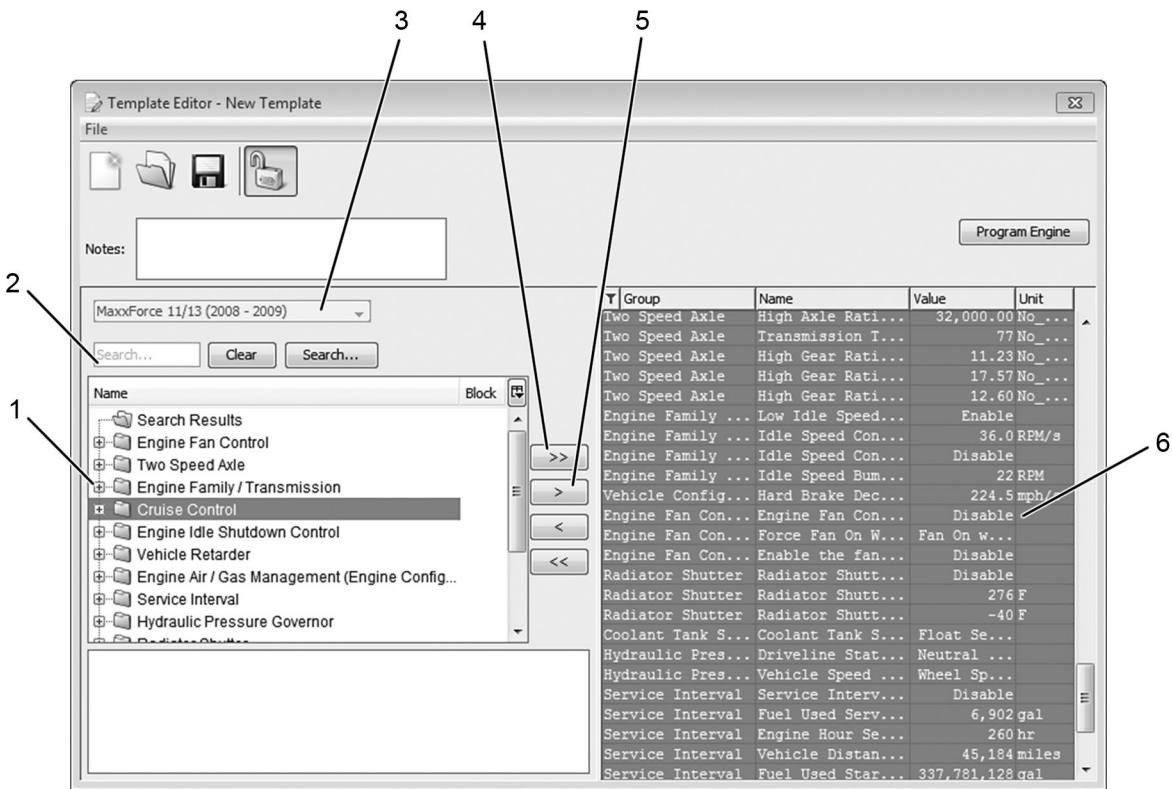 3 4 5
Template Editor - New Template
File
Notes:
Program Engine
2
MaxxForce 11/13 (2008 - 2009)
Search... Clear Search...
Name Block
1
Search Results
Engine Fan Control
Two Speed Axle
Engine Family / Transmission
Cruise Control
Engine Idle Shutdown Control
Vehicle Retarder
Engine Air / Gas Management (Engine Config...
Service Interval
Hydraulic Pressure Governor
Radiator Shutter
>>
>
<
<<
Group Name Value Unit
Two Speed Axle High Axle Rati... 32,000.00 No_...
Two Speed Axle Transmission T... 77 No_...
Two Speed Axle High Gear Rati... 11.23 No_...
Two Speed Axle High Gear Rati... 17.57 No_...
Two Speed Axle High Gear Rati... 12.60 No_...
Engine Family ... Low Idle Speed... Enable
Engine Family ... Idle Speed Con... 36.0 RPM/s
Engine Family ... Idle Speed Con... Disable
Engine Family ... Idle Speed Bum... 22 RPM
Vehicle Config... Hard Brake Dec... 224.5 mph/
Engine Fan Con... Engine Fan Con... Disable
Engine Fan Con... Force Fan On W... Fan On w...
Engine Fan Con... Enable the fan... Disable
Radiator Shutter Radiator Shutt... Disable
Radiator Shutter Radiator Shutt... 276 F
Radiator Shutter Radiator Shutt... -40 F
Coolant Tank S... Coolant Tank S... Float Se...
Hydraulic Pres... Driveline Stat... Neutral ...
Hydraulic Pres... Vehicle Speed ... Wheel Sp...
Service Interval Service Interv... Disable
Service Interval Fuel Used Serv... 6,902 gal
Service Interval Engine Hour Se... 260 hr
Service Interval Vehicle Distan... 45,184 miles
Service Interval Fuel Used Star... 337,781,128 gal
6